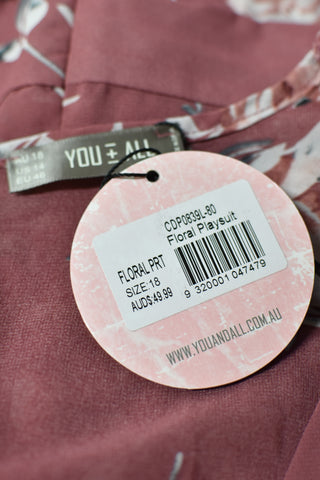 YOU + ALL
AU 18
US 14
EU 46
CDP0839L-80
Floral Playsuit
FLORAL PRT
SIZE:18
AUD$:49.99
9 320001 047479
WWW.YOUANDALL.COM.AU